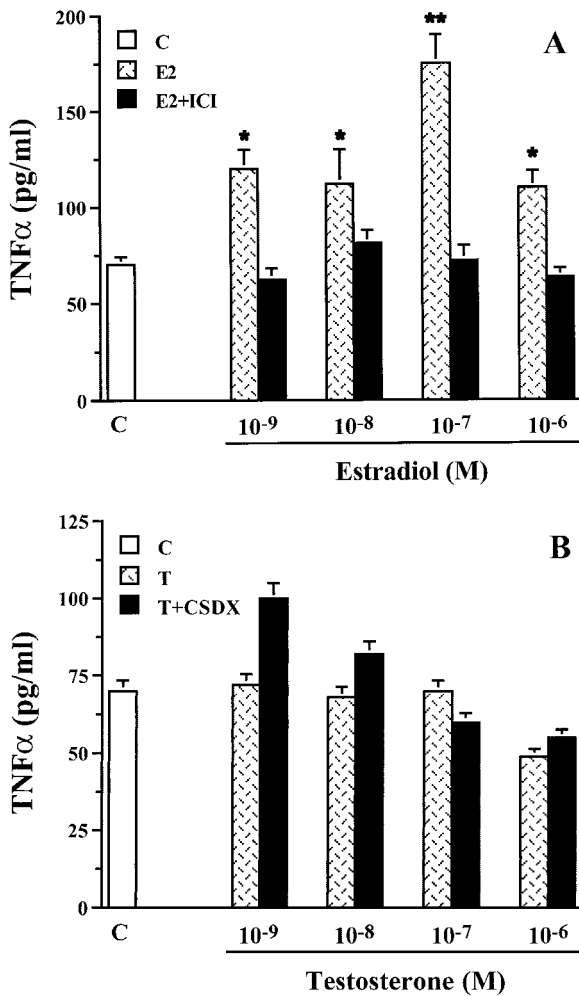 A
C
E2
E2+ICI
TNFα (pg/ml)
200
150
100
50
0
*
*
**
*
C
10-9
10-8
10-7
10-6
Estradiol (M)
B
C
T
T+CSDX
TNFα (pg/ml)
125
100
75
50
25
0
C
10-9
10-8
10-7
10-6
Testosterone (M)